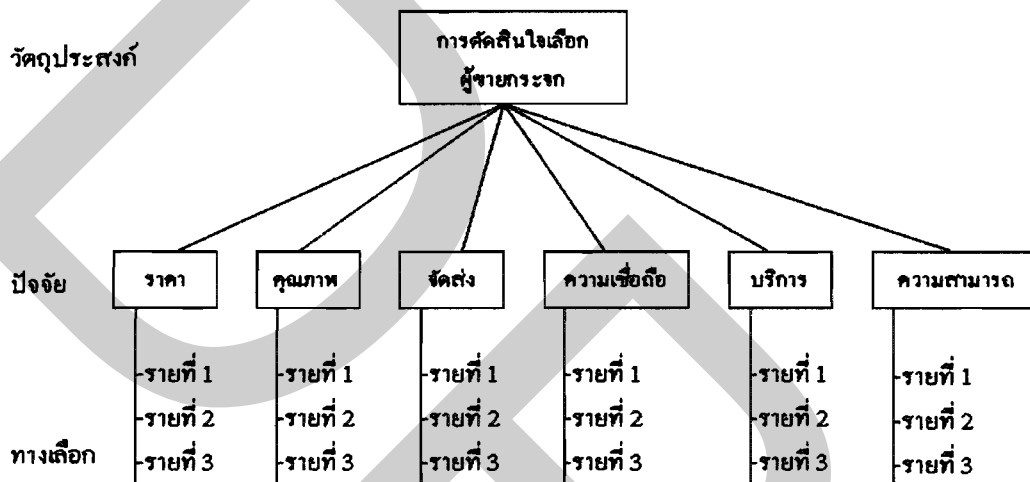 วัตถุประสงค์
การตัดสินใจเลือก
ผู้ขายกระจก
ปัจจัย
ราคา
คุณภาพ
จัดส่ง
ความเชื่อถือ
บริการ
ความสามารถ
-รายที่ 1
-รายที่ 1
-รายที่ 1
-รายที่ 1
-รายที่ 1
-รายที่ 1
-รายที่ 2
-รายที่ 2
-รายที่ 2
-รายที่ 2
-รายที่ 2
-รายที่ 2
ทางเลือก
-รายที่ 3
-รายที่ 3
-รายที่ 3
-รายที่ 3
-รายที่ 3
-รายที่ 3